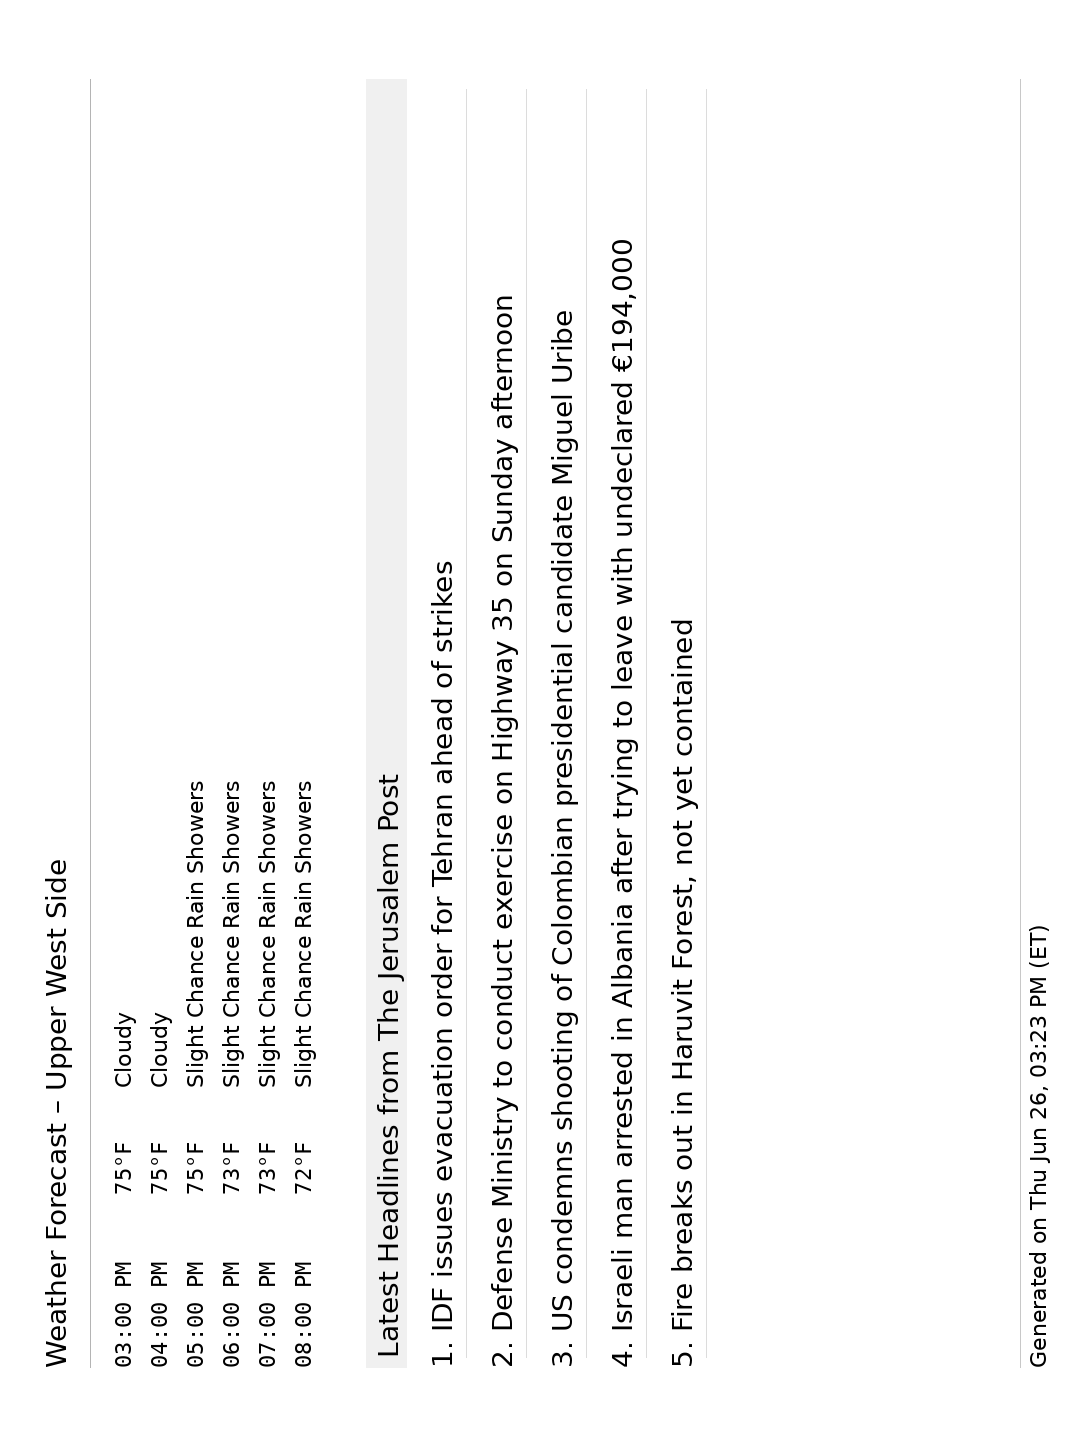 Weather Forecast – Upper West Side
03:00 PM 75°F Cloudy
04:00 PM 75°F Cloudy
05:00 PM 75°F Slight Chance Rain Showers
06:00 PM 73°F Slight Chance Rain Showers
07:00 PM 73°F Slight Chance Rain Showers
08:00 PM 72°F Slight Chance Rain Showers
Latest Headlines from The Jerusalem Post
1. IDF issues evacuation order for Tehran ahead of strikes
2. Defense Ministry to conduct exercise on Highway 35 on Sunday afternoon
3. US condemns shooting of Colombian presidential candidate Miguel Uribe
4. Israeli man arrested in Albania after trying to leave with undeclared €194,000
5. Fire breaks out in Haruvit Forest, not yet contained
Generated on Thu Jun 26, 03:23 PM (ET)